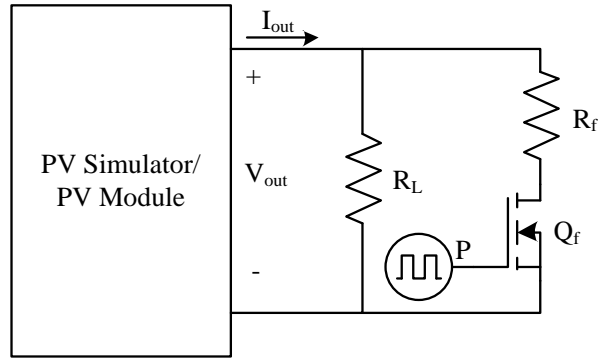 I_out
+
PV Simulator/
PV Module
V_out
-
R_L
R_f
P
Q_f